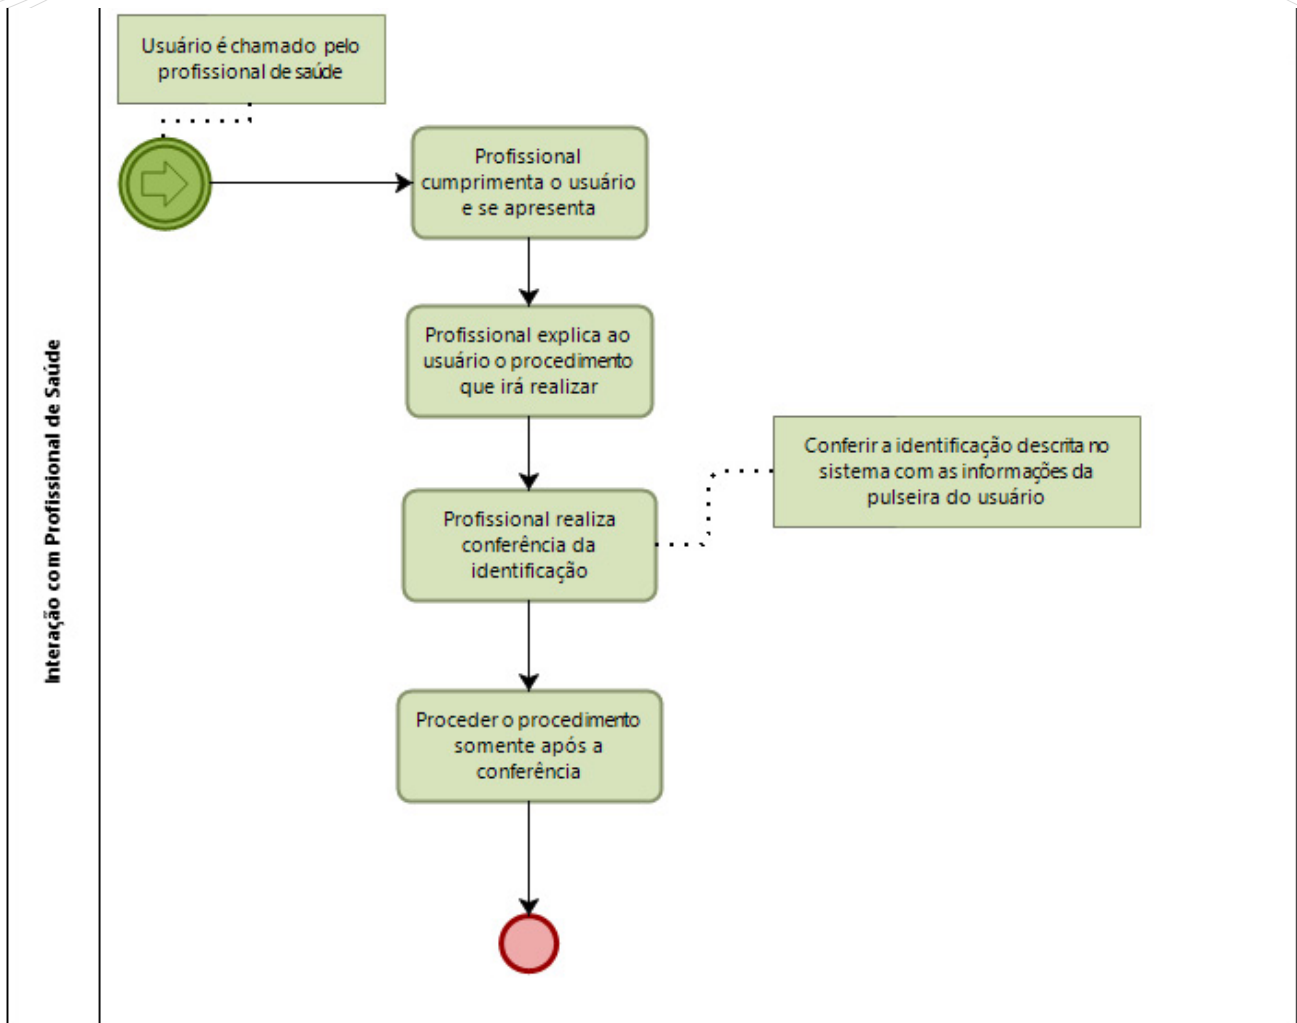 Usuário é chamado pelo
profissional de saúde
Profissional
cumprimenta o usuário
e se apresenta
Profissional explica ao
usuário o procedimento
que irá realizar
Interação com Profissional de Saúde
Conferir a identificação descrita no
sistema com as informações da
pulseira do usuário
Profissional realiza
conferência da
identificação
Proceder o procedimento
somente após a
conferência